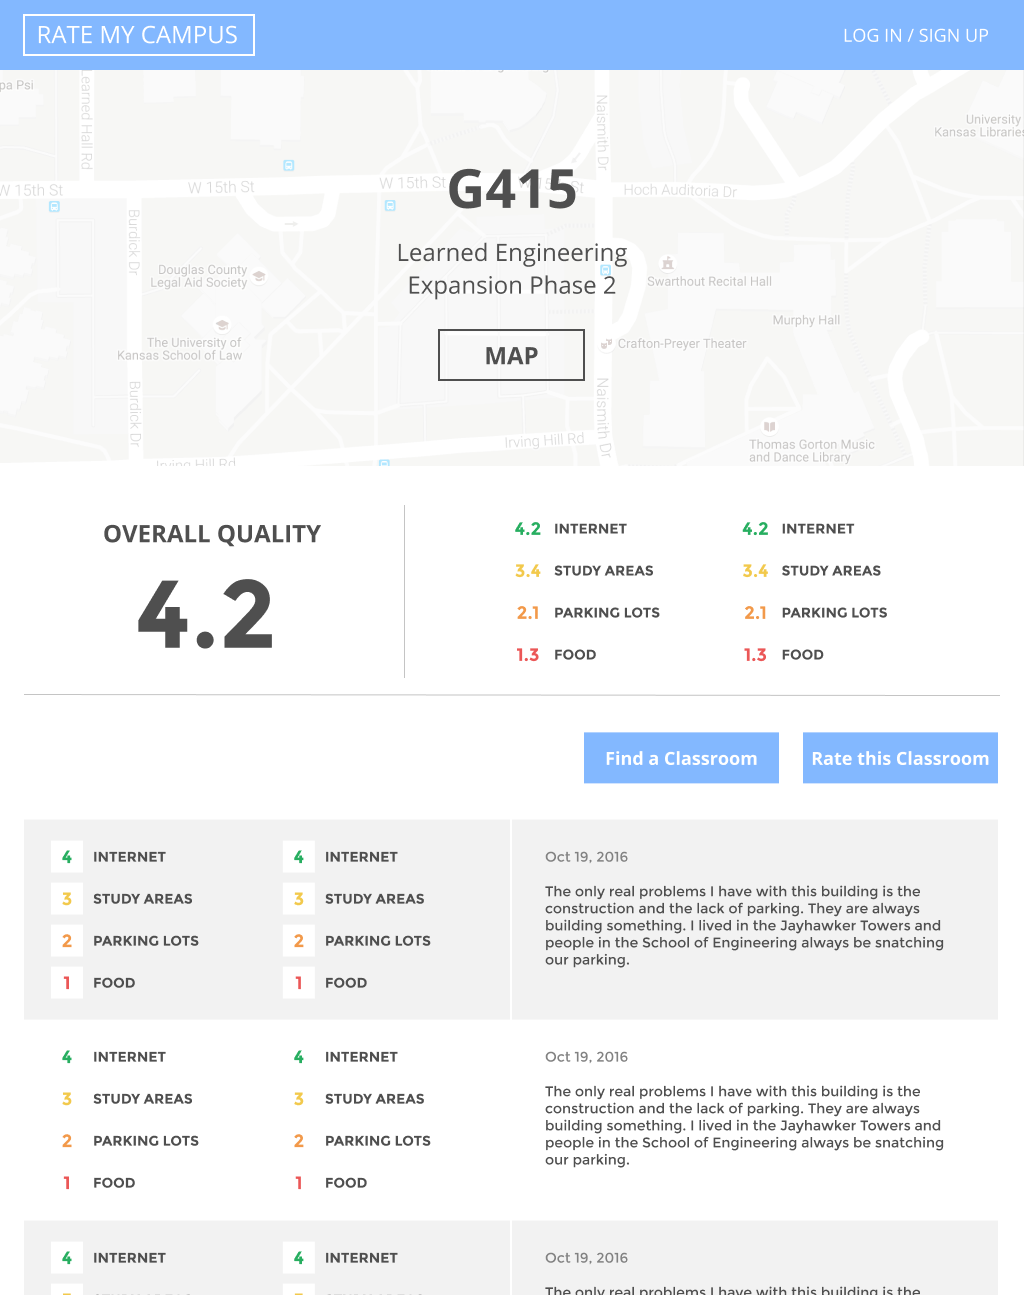 RATE MY CAMPUS
LOG IN / SIGN UP
pa Psi
Learned Hall Rd
Naismith Dr
University
Kansas Libraries
W 15th St
W 15th St
W 15th St
St
Hoch Auditoria Dr
G415
Burdick Dr
Learned Engineering
Expansion Phase 2
Douglas County
Legal Aid Society
Swarthout Recital Hall
Murphy Hall
The University of
Kansas School of Law
Crafton-Preyer Theater
MAP
Burdick Dr
Naismith Dr
Irving Hill Rd
Thomas Gorton Music
and Dance Library
Irving Hill Rd
OVERALL QUALITY
4.2
4.2 INTERNET
3.4 STUDY AREAS
2.1 PARKING LOTS
1.3 FOOD
4.2 INTERNET
3.4 STUDY AREAS
2.1 PARKING LOTS
1.3 FOOD
Find a Classroom
Rate this Classroom
4 INTERNET
3 STUDY AREAS
2 PARKING LOTS
1 FOOD
4 INTERNET
3 STUDY AREAS
2 PARKING LOTS
1 FOOD
Oct 19, 2016
The only real problems I have with this building is the
construction and the lack of parking. They are always
building something. I lived in the Jayhawker Towers and
people in the School of Engineering always be snatching
our parking.
4 INTERNET
3 STUDY AREAS
2 PARKING LOTS
1 FOOD
4 INTERNET
3 STUDY AREAS
2 PARKING LOTS
1 FOOD
Oct 19, 2016
The only real problems I have with this building is the
construction and the lack of parking. They are always
building something. I lived in the Jayhawker Towers and
people in the School of Engineering always be snatching
our parking.
4 INTERNET
4 INTERNET
Oct 19, 2016
The only real problems I have with this building is the